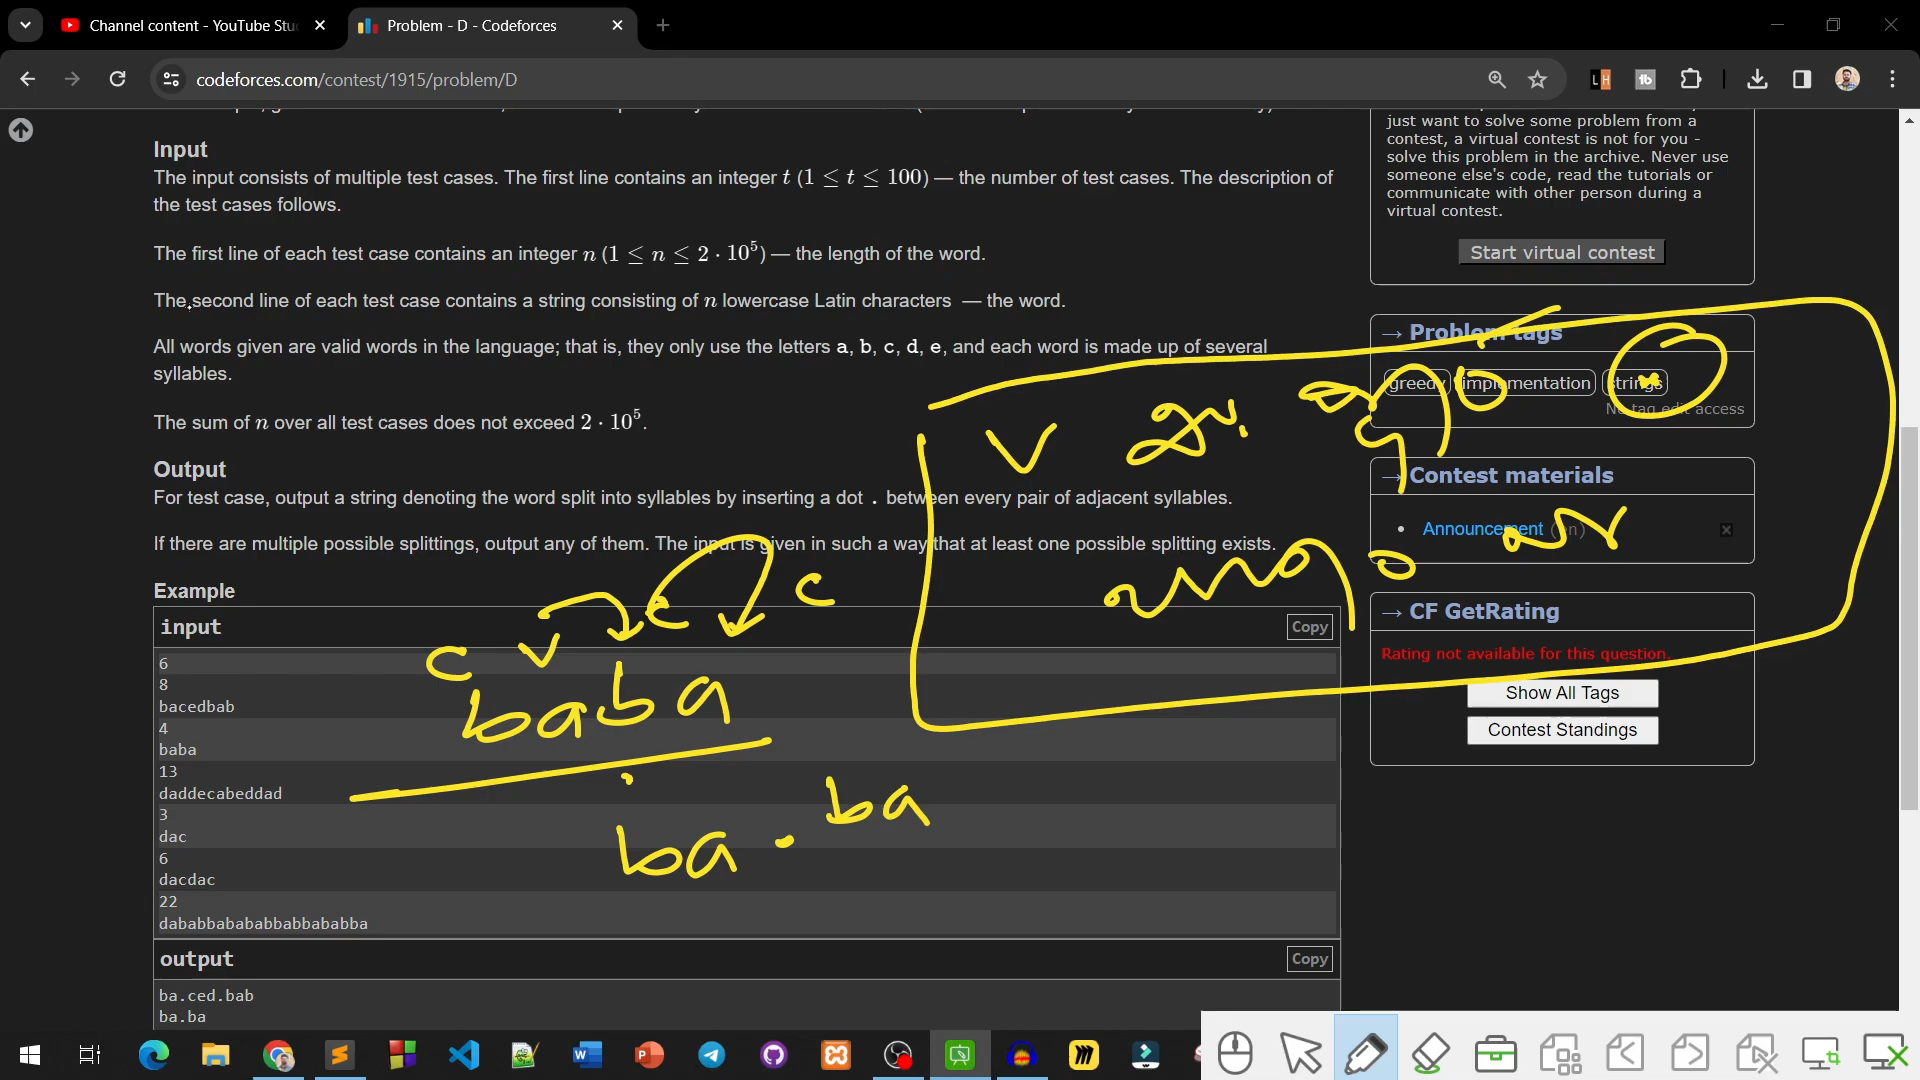 Channel content - YouTube Stu
Problem - D - Codeforces
codeforces.com/contest/1915/problem/D
Input
The input consists of multiple test cases. The first line contains an integer t (1 ≤ t ≤ 100) — the number of test cases. The description of
the test cases follows.
The first line of each test case contains an integer n (1 ≤ n ≤ 2 · 10^5) — the length of the word.
The second line of each test case contains a string consisting of n lowercase Latin characters — the word.
All words given are valid words in the language; that is, they only use the letters a, b, c, d, e, and each word is made up of several
syllables.
The sum of n over all test cases does not exceed 2 · 10^5.
Output
For test case, output a string denoting the word split into syllables by inserting a dot . between every pair of adjacent syllables.
If there are multiple possible splittings, output any of them. The input is given in such a way that at least one possible splitting exists.
Example
input
Copy
6
8
bacedbab
4
baba
13
daddecabeddad
3
dac
6
dacdac
22
dababbabababbabbababba
output
Copy
ba.ced.bab
ba.ba
c v c c
baba
ba . ba
just want to solve some problem from a
contest, a virtual contest is not for you -
solve this problem in the archive. Never use
someone else's code, read the tutorials or
communicate with other person during a
virtual contest.
Start virtual contest
→ Problem tags
greedy implementation strings
No tag edit access
→ Contest materials
Announcement (en)
→ CF GetRating
Rating not available for this question.
Show All Tags
Contest Standings